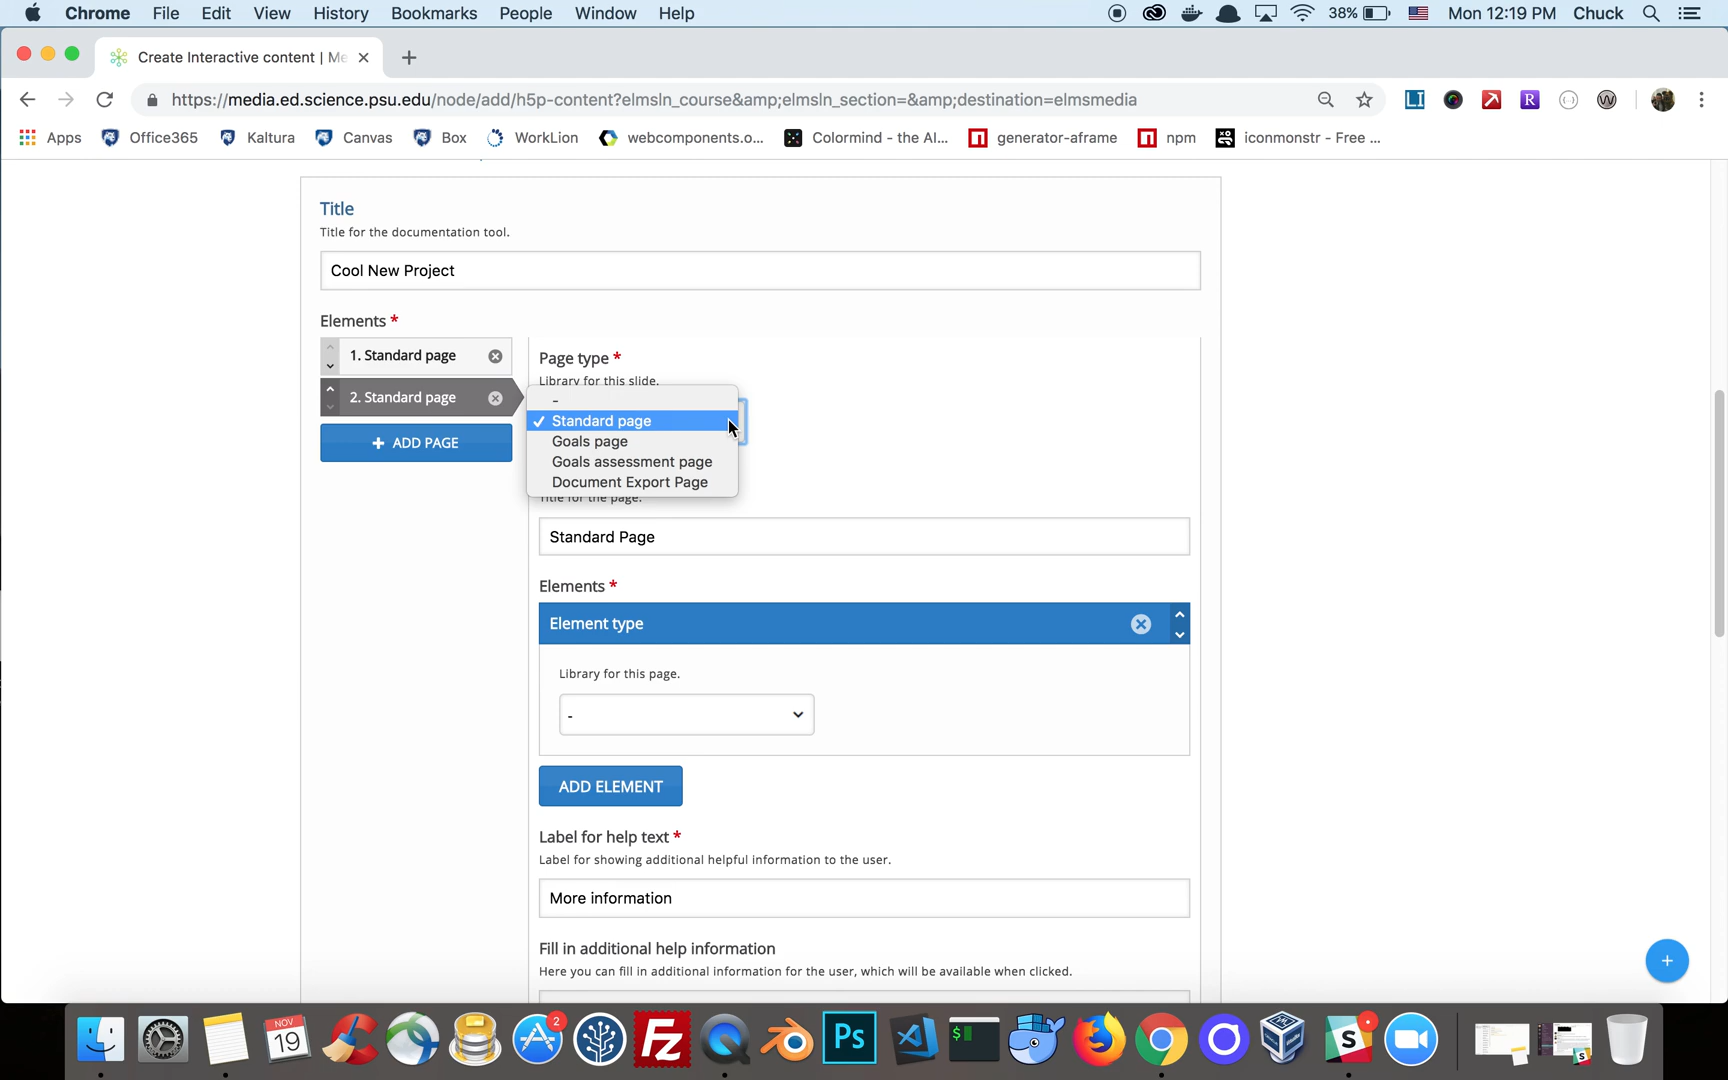 Chrome File Edit View History Bookmarks People Window Help 38% Mon 12:19 PM Chuck
Create Interactive content | Me
https://media.ed.science.psu.edu/node/add/h5p-content?elmsln_course&amp;elmsln_section=&amp;destination=elmsmedia
Apps Office365 Kaltura Canvas Box WorkLion webcomponents.o... Colormind - the AI... generator-aframe npm iconmonstr - Free ...
Title
Title for the documentation tool.
Cool New Project
Elements *
1. Standard page
2. Standard page
+ ADD PAGE
Page type *
Library for this slide.
-
✓ Standard page
Goals page
Goals assessment page
Document Export Page
Title for the page.
Standard Page
Elements *
Element type
Library for this page.
-
ADD ELEMENT
Label for help text *
Label for showing additional helpful information to the user.
More information
Fill in additional help information
Here you can fill in additional information for the user, which will be available when clicked.
+
NOV
19
2
Fz
Ps
$
S